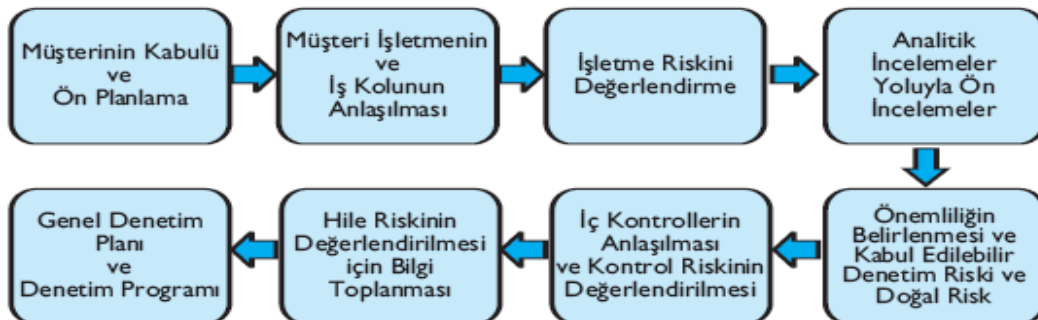 Müşterinin Kabulü
ve
Ön Planlama
Müşteri İşletmenin
ve
İş Kolunun
Anlaşılması
İşletme Riskini
Değerlendirme
Analitik
İncelemeler
Yoluyla Ön
İncelemeler
Önemliliğin
Belirlenmesi ve
Kabul Edilebilir
Denetim Riski ve
Doğal Risk
İç Kontrollerin
Anlaşılması
ve Kontrol Riskinin
Değerlendirilmesi
Hile Riskinin
Değerlendirilmesi
için Bilgi
Toplanması
Genel Denetim
Planı
ve
Denetim Programı